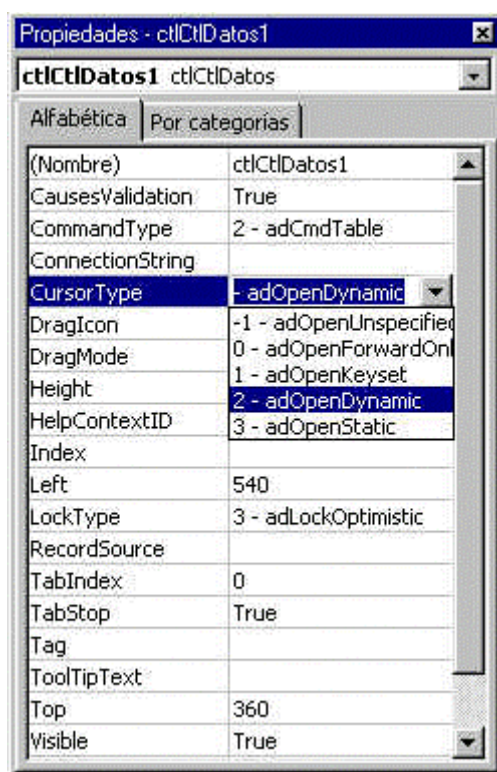 Propiedades - ctlCtlDatos1
ctlCtlDatos1 ctlCtlDatos
Alfabética Por categorias
(Nombre) ctlCtlDatos1
CausesValidation True
CommandType 2 - adCmdTable
ConnectionString
CursorType - adOpenDynamic
DragIcon -1 - adOpenUnspecified
DragMode 0 - adOpenForwardOnl
Height 1 - adOpenKeyset
HelpContextID 2 - adOpenDynamic
Index 3 - adOpenStatic
Left 540
LockType 3 - adLockOptimistic
RecordSource
TabIndex 0
TabStop True
Tag
ToolTipText
Top 360
Visible True